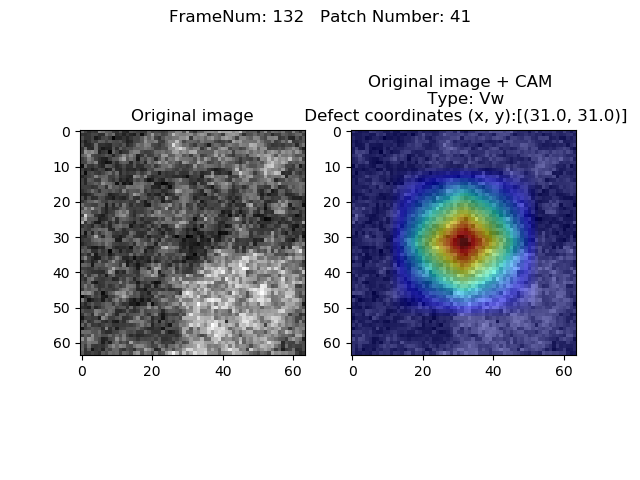 FrameNum: 132   Patch Number: 41
Original image
Original image + CAM
Type: Vw
Defect coordinates (x, y):[(31.0, 31.0)]
0
10
20
30
40
50
60
0 20 40 60
0
10
20
30
40
50
60
0 20 40 60